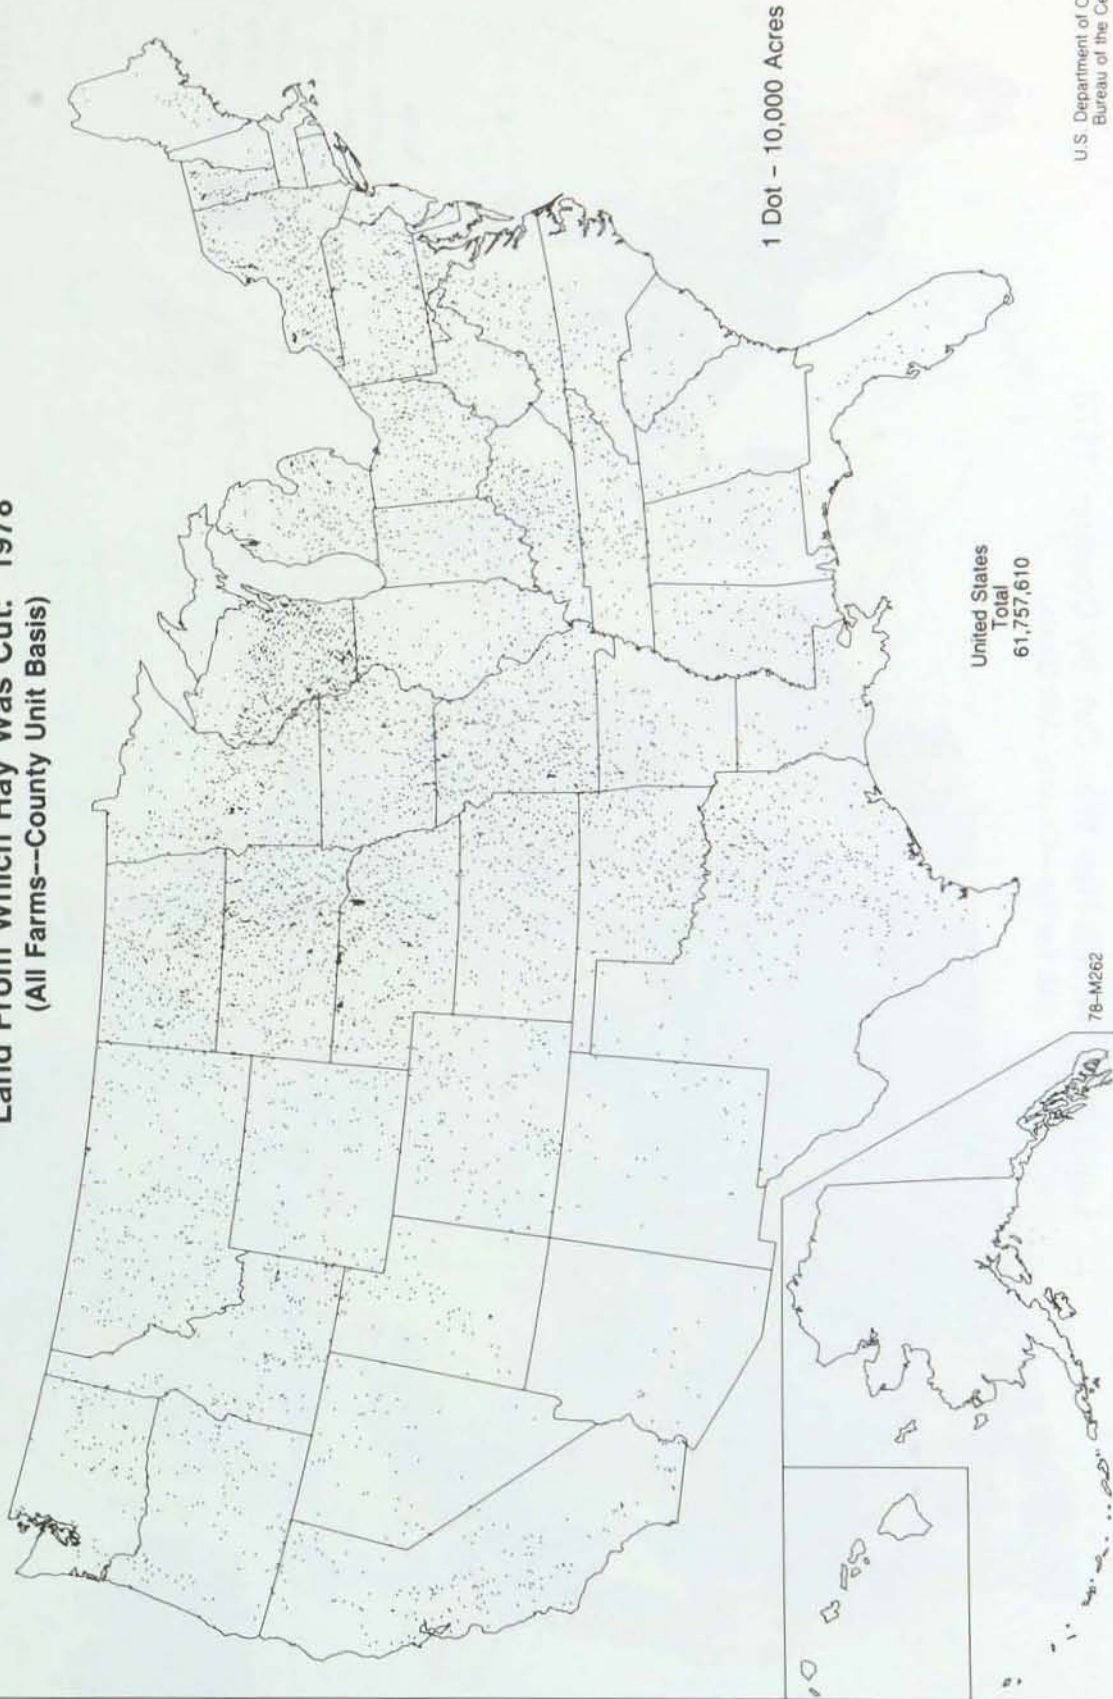 Land From Which Hay Was Cut: 1978
(All Farms---County Unit Basis)
1 Dot - 10,000 Acres
United States
Total
61,757,610
78-M262
U.S. Department of
Bureau of the